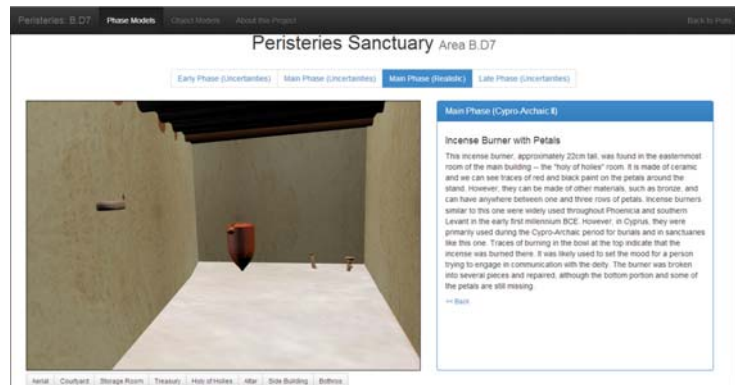 Peristeries: B.D7 Phase Models Object Models About this Project Back to
Peristeries Sanctuary Area B.D7
Early Phase (Uncertainties) Main Phase (Uncertainties) Main Phase (Realistic) Late Phase (Uncertainties)
Main Phase (Cypro-Archaic II)
Incense Burner with Petals
This incense burner, approximately 22cm tall, was found in the easternmost
room of the main building -- the "holy of holies" room. It is made of ceramic
and we can see traces of red and black paint on the petals around the
stand. However, they can be made of other materials, such as bronze, and
can have anywhere between one and three rows of petals. Incense burners
similar to this one were widely used throughout Phoenicia and southern
Levant in the early first millennium BCE. However, in Cyprus, they were
primarily used during the Cypro-Archaic period for burials and in sanctuaries
like this one. Traces of burning in the bowl at the top indicate that the
incense was burned there. It was likely used to set the mood for a person
trying to engage in communication with the deity. The burner was broken
into several pieces and repaired, although the bottom portion and some of
the petals are still missing.
<< Back
Aerial Courtyard Storage Room Treasury Holy of Holies Altar Side Building Bothros